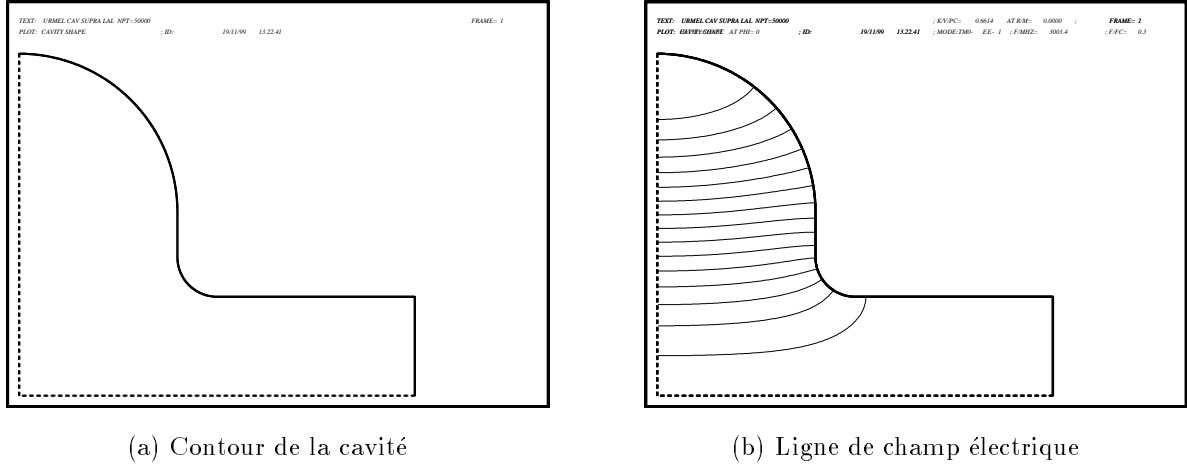 TEXT: URMEL CAV SUPRA LAL NPT=50000 FRAME= 1
PLOT: CAVITY SHAPE ; ID: 19/11/99 13.22.41
TEXT: URMEL CAV SUPRA LAL NPT=50000 ; K/V/PC= 0.6614 AT R/M= 0.0000 ; FRAME= 2
PLOT: AT PHI= 0 ; ID: 19/11/99 13.22.41 ; MODE:TM0- EE- 1 ; F/MHZ= 3003.4 ; F/FC= 0.3
(a) Contour de la cavité
(b) Ligne de champ électrique